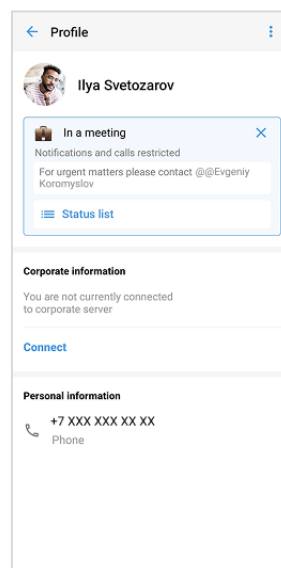 Profile
Ilya Svetozarov
In a meeting
Notifications and calls restricted
For urgent matters please contact @@Evgeniy
Koromyslov
Status list
Corporate information
You are not currently connected
to corporate server
Connect
Personal information
+7 XXX XXX XX XX
Phone